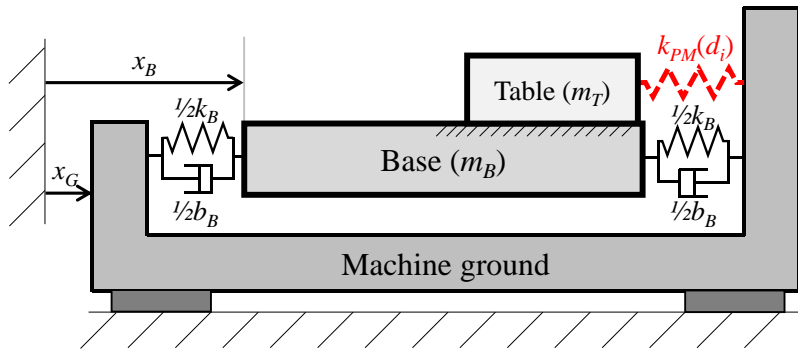 k_PM(d_i)
x_B
Table (m_T)
½k_B
½k_B
Base (m_B)
x_G
½b_B
½b_B
Machine ground